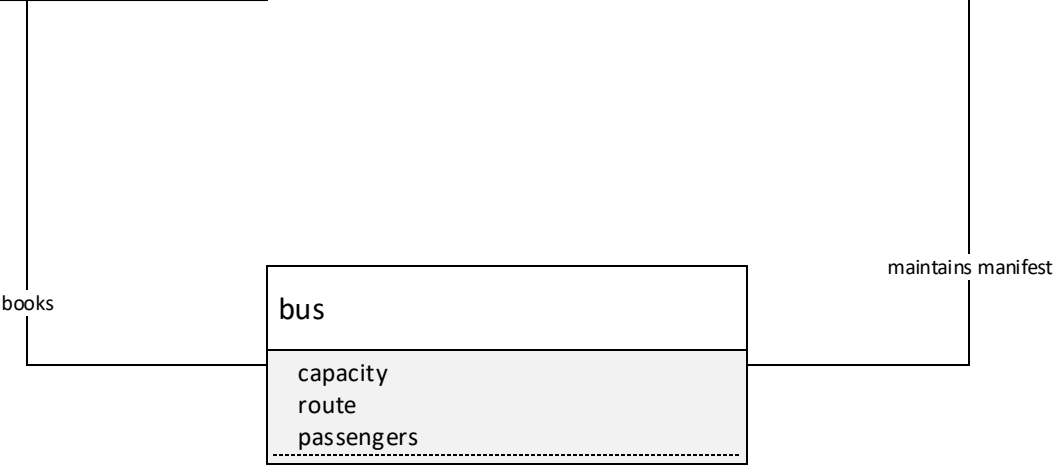 maintains manifest
books
bus
capacity
route
passengers